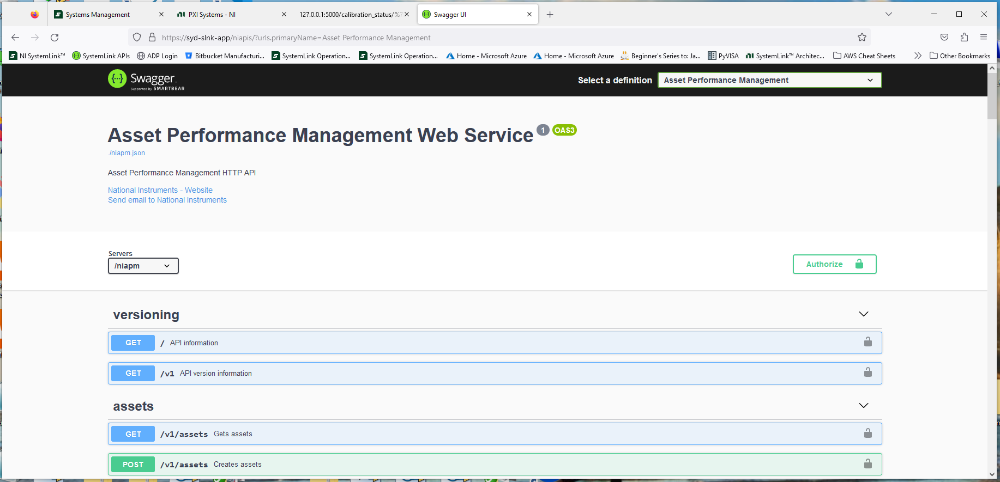 Systems Management
PXI Systems - NI
127.0.0.1:5000/calibration_status/%7
Swagger UI
https://syd-slnk-app/niapis/?urls.primaryName=Asset Performance Management
NI SystemLink™
SystemLink APIs
ADP Login
Bitbucket Manufacturi...
SystemLink Operation...
SystemLink Operation...
Home - Microsoft Azure
Home - Microsoft Azure
Beginner's Series to: Ja...
PyVISA
SystemLink™ Architec...
AWS Cheat Sheets
Other Bookmarks
Swagger.
Supported by SMARTBEAR
Select a definition
Asset Performance Management
Asset Performance Management Web Service 1 OAS3
./niapm.json
Asset Performance Management HTTP API
National Instruments - Website
Send email to National Instruments
Servers
/niapm
Authorize
versioning
GET / API information
GET /v1 API version information
assets
GET /v1/assets Gets assets
POST /v1/assets Creates assets